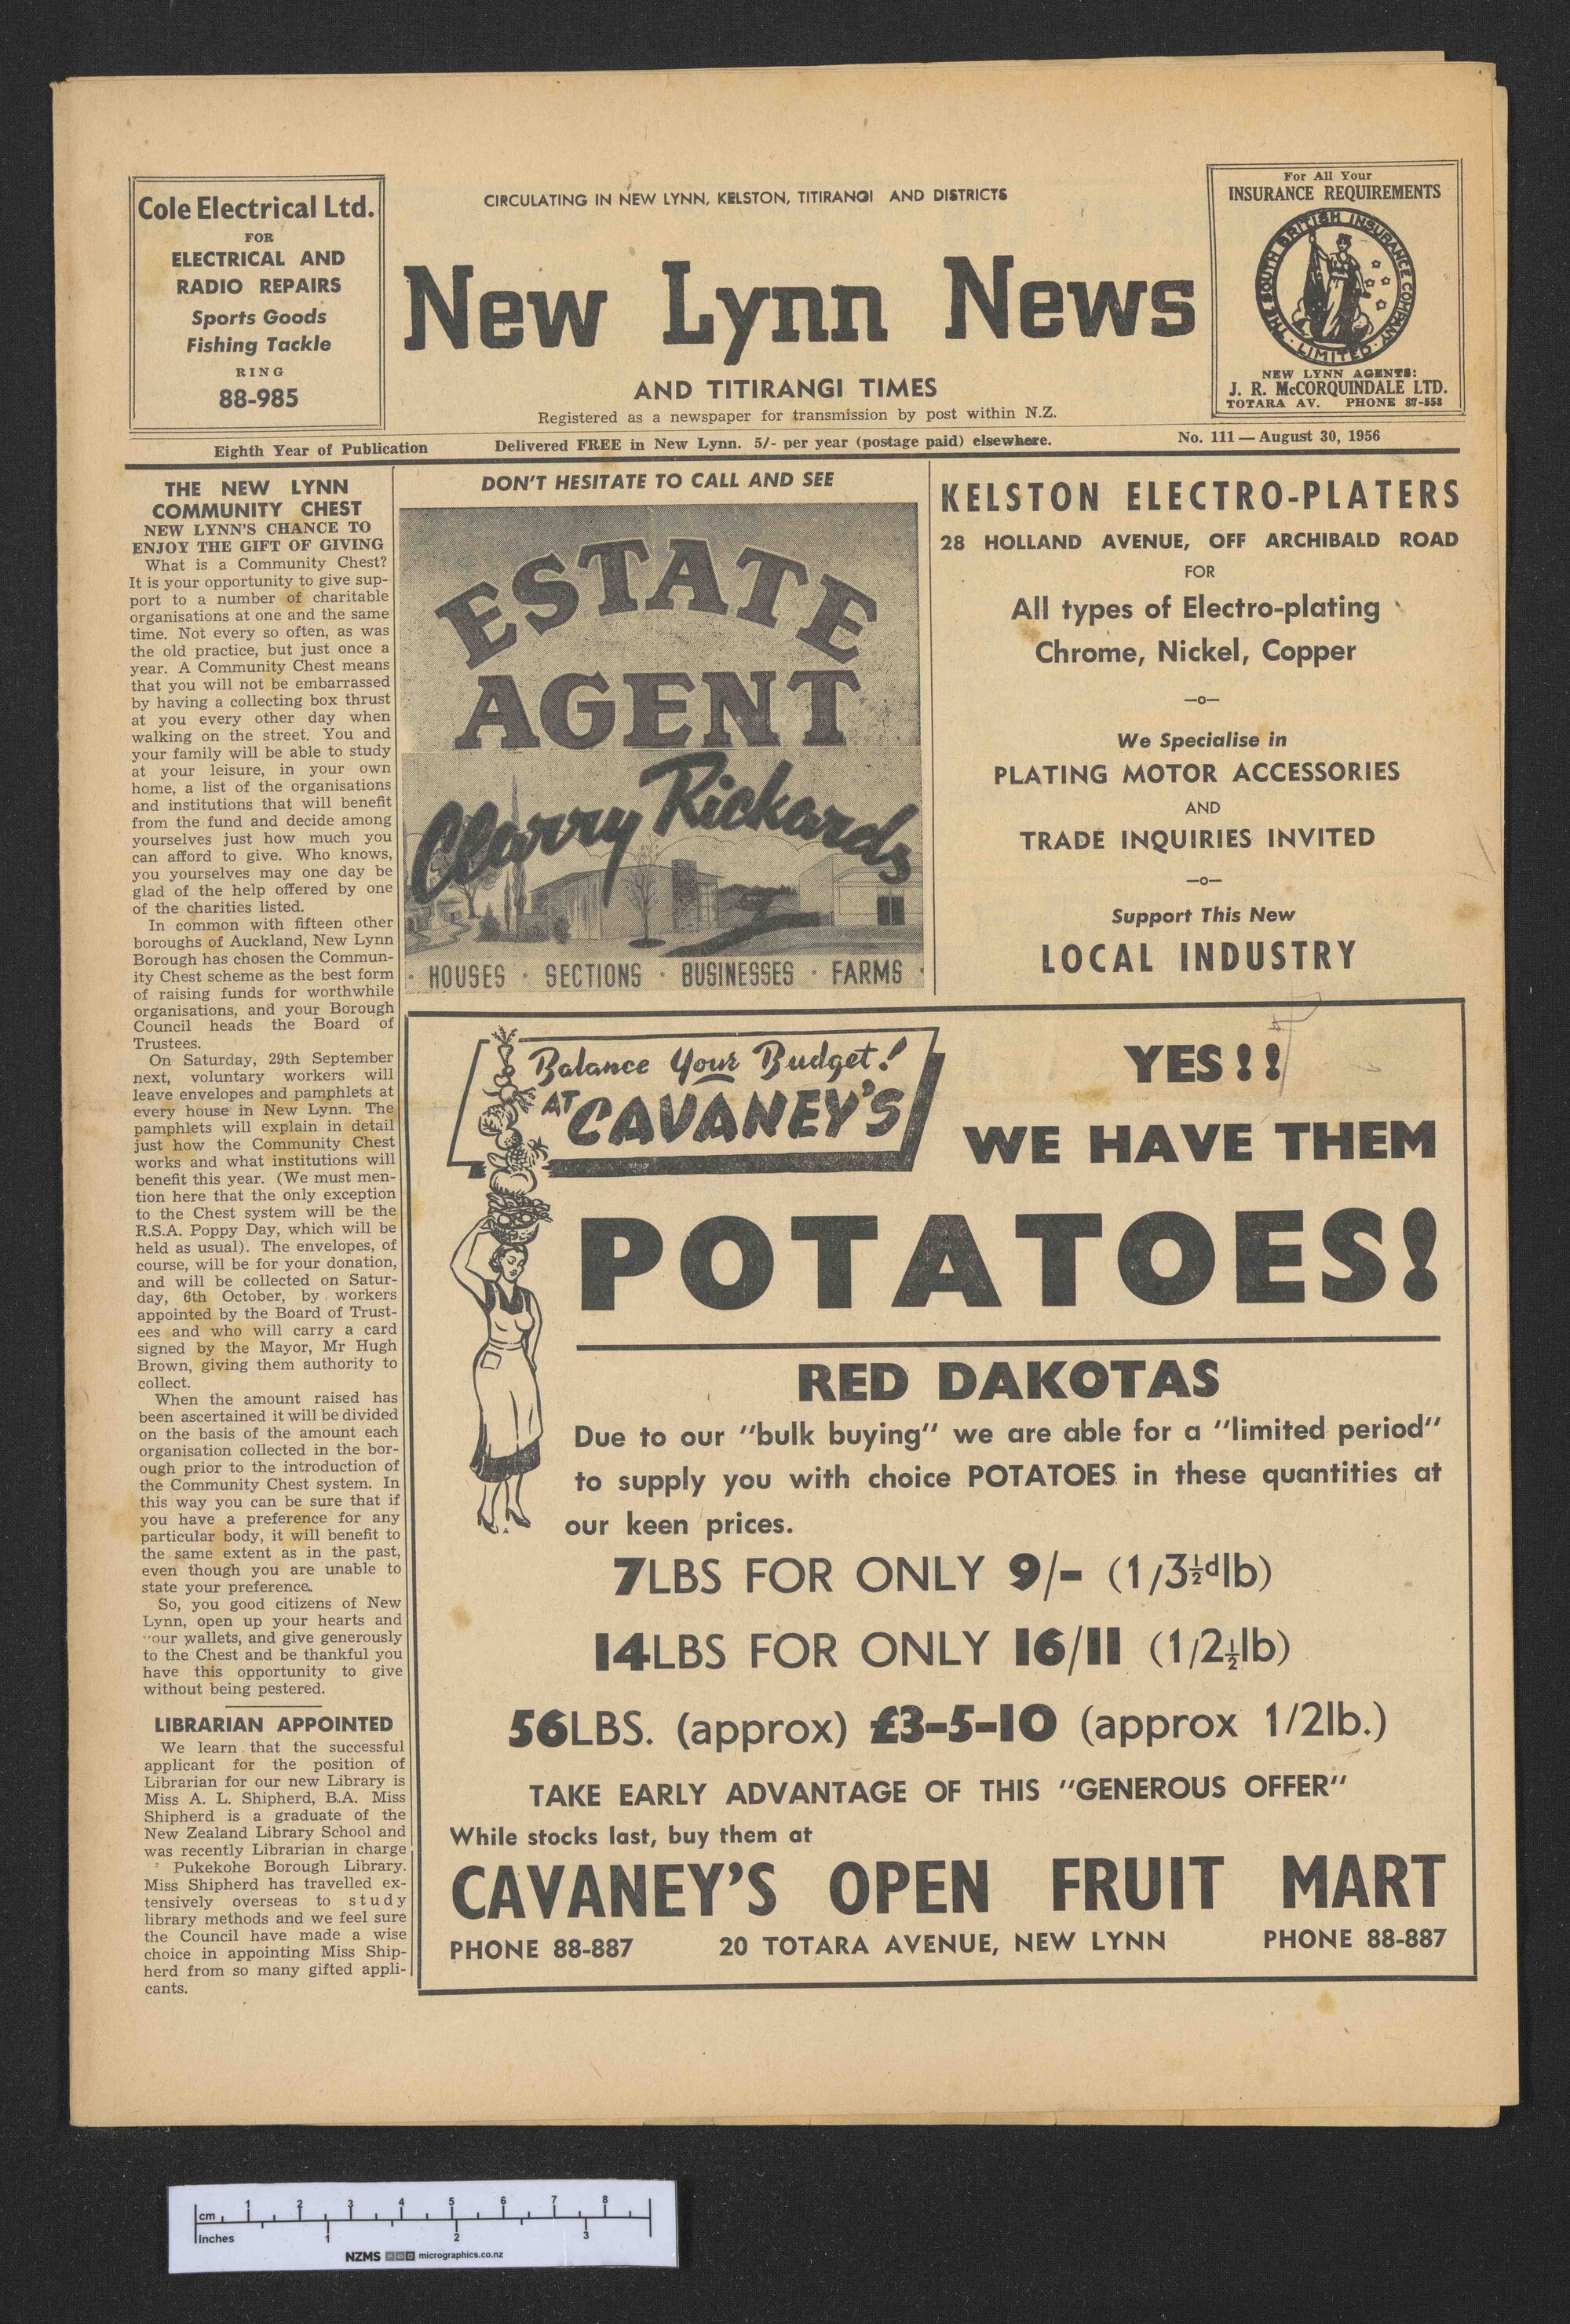 Cole Electrical Ltd.
FOR
ELECTRICAL AND
RADIO REPAIRS
Sports Goods
Fishing Tackle
RING
88-985
CIRCULATING IN NEW LYNN, KELSTON, TITIRANGI AND DISTRICTS
New Lynn News
AND TITIRANGI TIMES
Registered as a newspaper for transmission by post within N.Z.
For All Your
INSURANCE REQUIREMENTS
THE SOUTH BRITISH INSURANCE COMPANY
· LIMITED ·
NEW LYNN AGENTS:
J. R. McCORQUINDALE LTD.
TOTARA AV. PHONE 87-558
Eighth Year of Publication
Delivered FREE in New Lynn. 5/- per year (postage paid) elsewhere.
No. 111 — August 30, 1956
THE NEW LYNN
COMMUNITY CHEST
NEW LYNN'S CHANCE TO
ENJOY THE GIFT OF GIVING
What is a Community Chest?
It is your opportunity to give sup-
port to a number of charitable
organisations at one and the same
time. Not every so often, as was
the old practice, but just once a
year. A Community Chest means
that you will not be embarrassed
by having a collecting box thrust
at you every other day when
walking on the street. You and
your family will be able to study
at your leisure, in your own
home, a list of the organisations
and institutions that will benefit
from the fund and decide among
yourselves just how much you
can afford to give. Who knows,
you yourselves may one day be
glad of the help offered by one
of the charities listed.
In common with fifteen other
boroughs of Auckland, New Lynn
Borough has chosen the Commun-
ity Chest scheme as the best form
of raising funds for worthwhile
organisations, and your Borough
Council heads the Board of
Trustees.
On Saturday, 29th September
next, voluntary workers will
leave envelopes and pamphlets at
every house in New Lynn. The
pamphlets will explain in detail
just how the Community Chest
works and what institutions will
benefit this year. (We must men-
tion here that the only exception
to the Chest system will be the
R.S.A. Poppy Day, which will be
held as usual). The envelopes, of
course, will be for your donation,
and will be collected on Satur-
day, 6th October, by workers
appointed by the Board of Trust-
ees and who will carry a card
signed by the Mayor, Mr Hugh
Brown, giving them authority to
collect.
When the amount raised has
been ascertained it will be divided
on the basis of the amount each
organisation collected in the bor-
ough prior to the introduction of
the Community Chest system. In
this way you can be sure that if
you have a preference for any
particular body, it will benefit to
the same extent as in the past,
even though you are unable to
state your preference.
So, you good citizens of New
Lynn, open up your hearts and
our wallets, and give generously
to the Chest and be thankful you
have this opportunity to give
without being pestered.
LIBRARIAN APPOINTED
We learn that the successful
applicant for the position of
Librarian for our new Library is
Miss A. L. Shipherd, B.A. Miss
Shipherd is a graduate of the
New Zealand Library School and
was recently Librarian in charge
Pukekohe Borough Library.
Miss Shipherd has travelled ex-
tensively overseas to study
library methods and we feel sure
the Council have made a wise
choice in appointing Miss Ship-
herd from so many gifted appli-
cants.
DON'T HESITATE TO CALL AND SEE
ESTATE
AGENT
Clarry Rickards
· HOUSES · SECTIONS · BUSINESSES · FARMS ·
KELSTON ELECTRO-PLATERS
28 HOLLAND AVENUE, OFF ARCHIBALD ROAD
FOR
All types of Electro-plating
Chrome, Nickel, Copper
—o—
We Specialise in
PLATING MOTOR ACCESSORIES
AND
TRADE INQUIRIES INVITED
—o—
Support This New
LOCAL INDUSTRY
Balance Your Budget!
AT CAVANEY'S
YES!!
WE HAVE THEM
POTATOES!
RED DAKOTAS
Due to our "bulk buying" we are able for a "limited period"
to supply you with choice POTATOES in these quantities at
our keen prices.
7LBS FOR ONLY 9/- (1/3½dlb)
14LBS FOR ONLY 16/11 (1/2½lb)
56LBS. (approx) £3-5-10 (approx 1/2lb.)
TAKE EARLY ADVANTAGE OF THIS "GENEROUS OFFER"
While stocks last, buy them at
CAVANEY'S OPEN FRUIT MART
PHONE 88-887 20 TOTARA AVENUE, NEW LYNN PHONE 88-887
cm 1 2 3 4 5 6 7 8
Inches 1 2 3
NZMS micrographics.co.nz